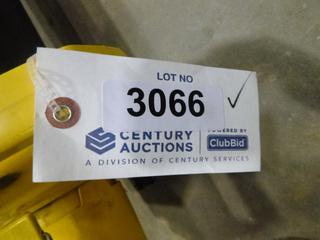 LOT NO
3066
CENTURY POWERED BY
AUCTIONS ClubBid
A DIVISION OF CENTURY SERVICES